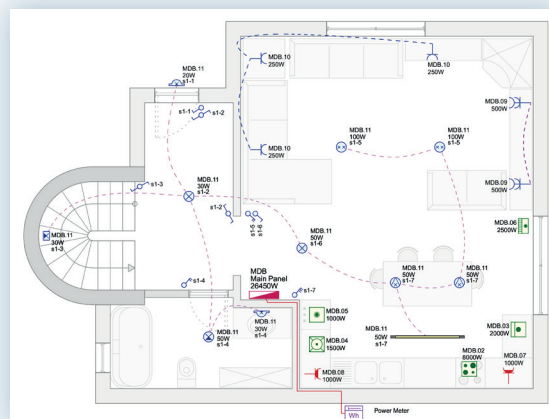 MDB.11
20W
s1-1
MDB.10
250W
MDB.10
250W
s1-1
s1-2
MDB.09
500W
MDB.11
100W
s1-5
MDB.11
100W
s1-5
MDB.10
250W
s1-3
MDB.11
30W
s1-2
MDB.09
500W
s1-2
s1-5
s1-6
MDB.06
2500W
MDB.11
30W
s1-3
MDB.11
50W
s1-6
MDB
Main Panel
26450W
s1-4
s1-7
MDB.11
50W
s1-7
MDB.11
50W
s1-7
MDB.05
1000W
MDB.11
30W
s1-4
MDB.11
50W
s1-4
MDB.04
1500W
MDB.11
50W
s1-7
MDB.03
2000W
MDB.02
8000W
MDB.07
1000W
MDB.08
1000W
Wh
Power Meter